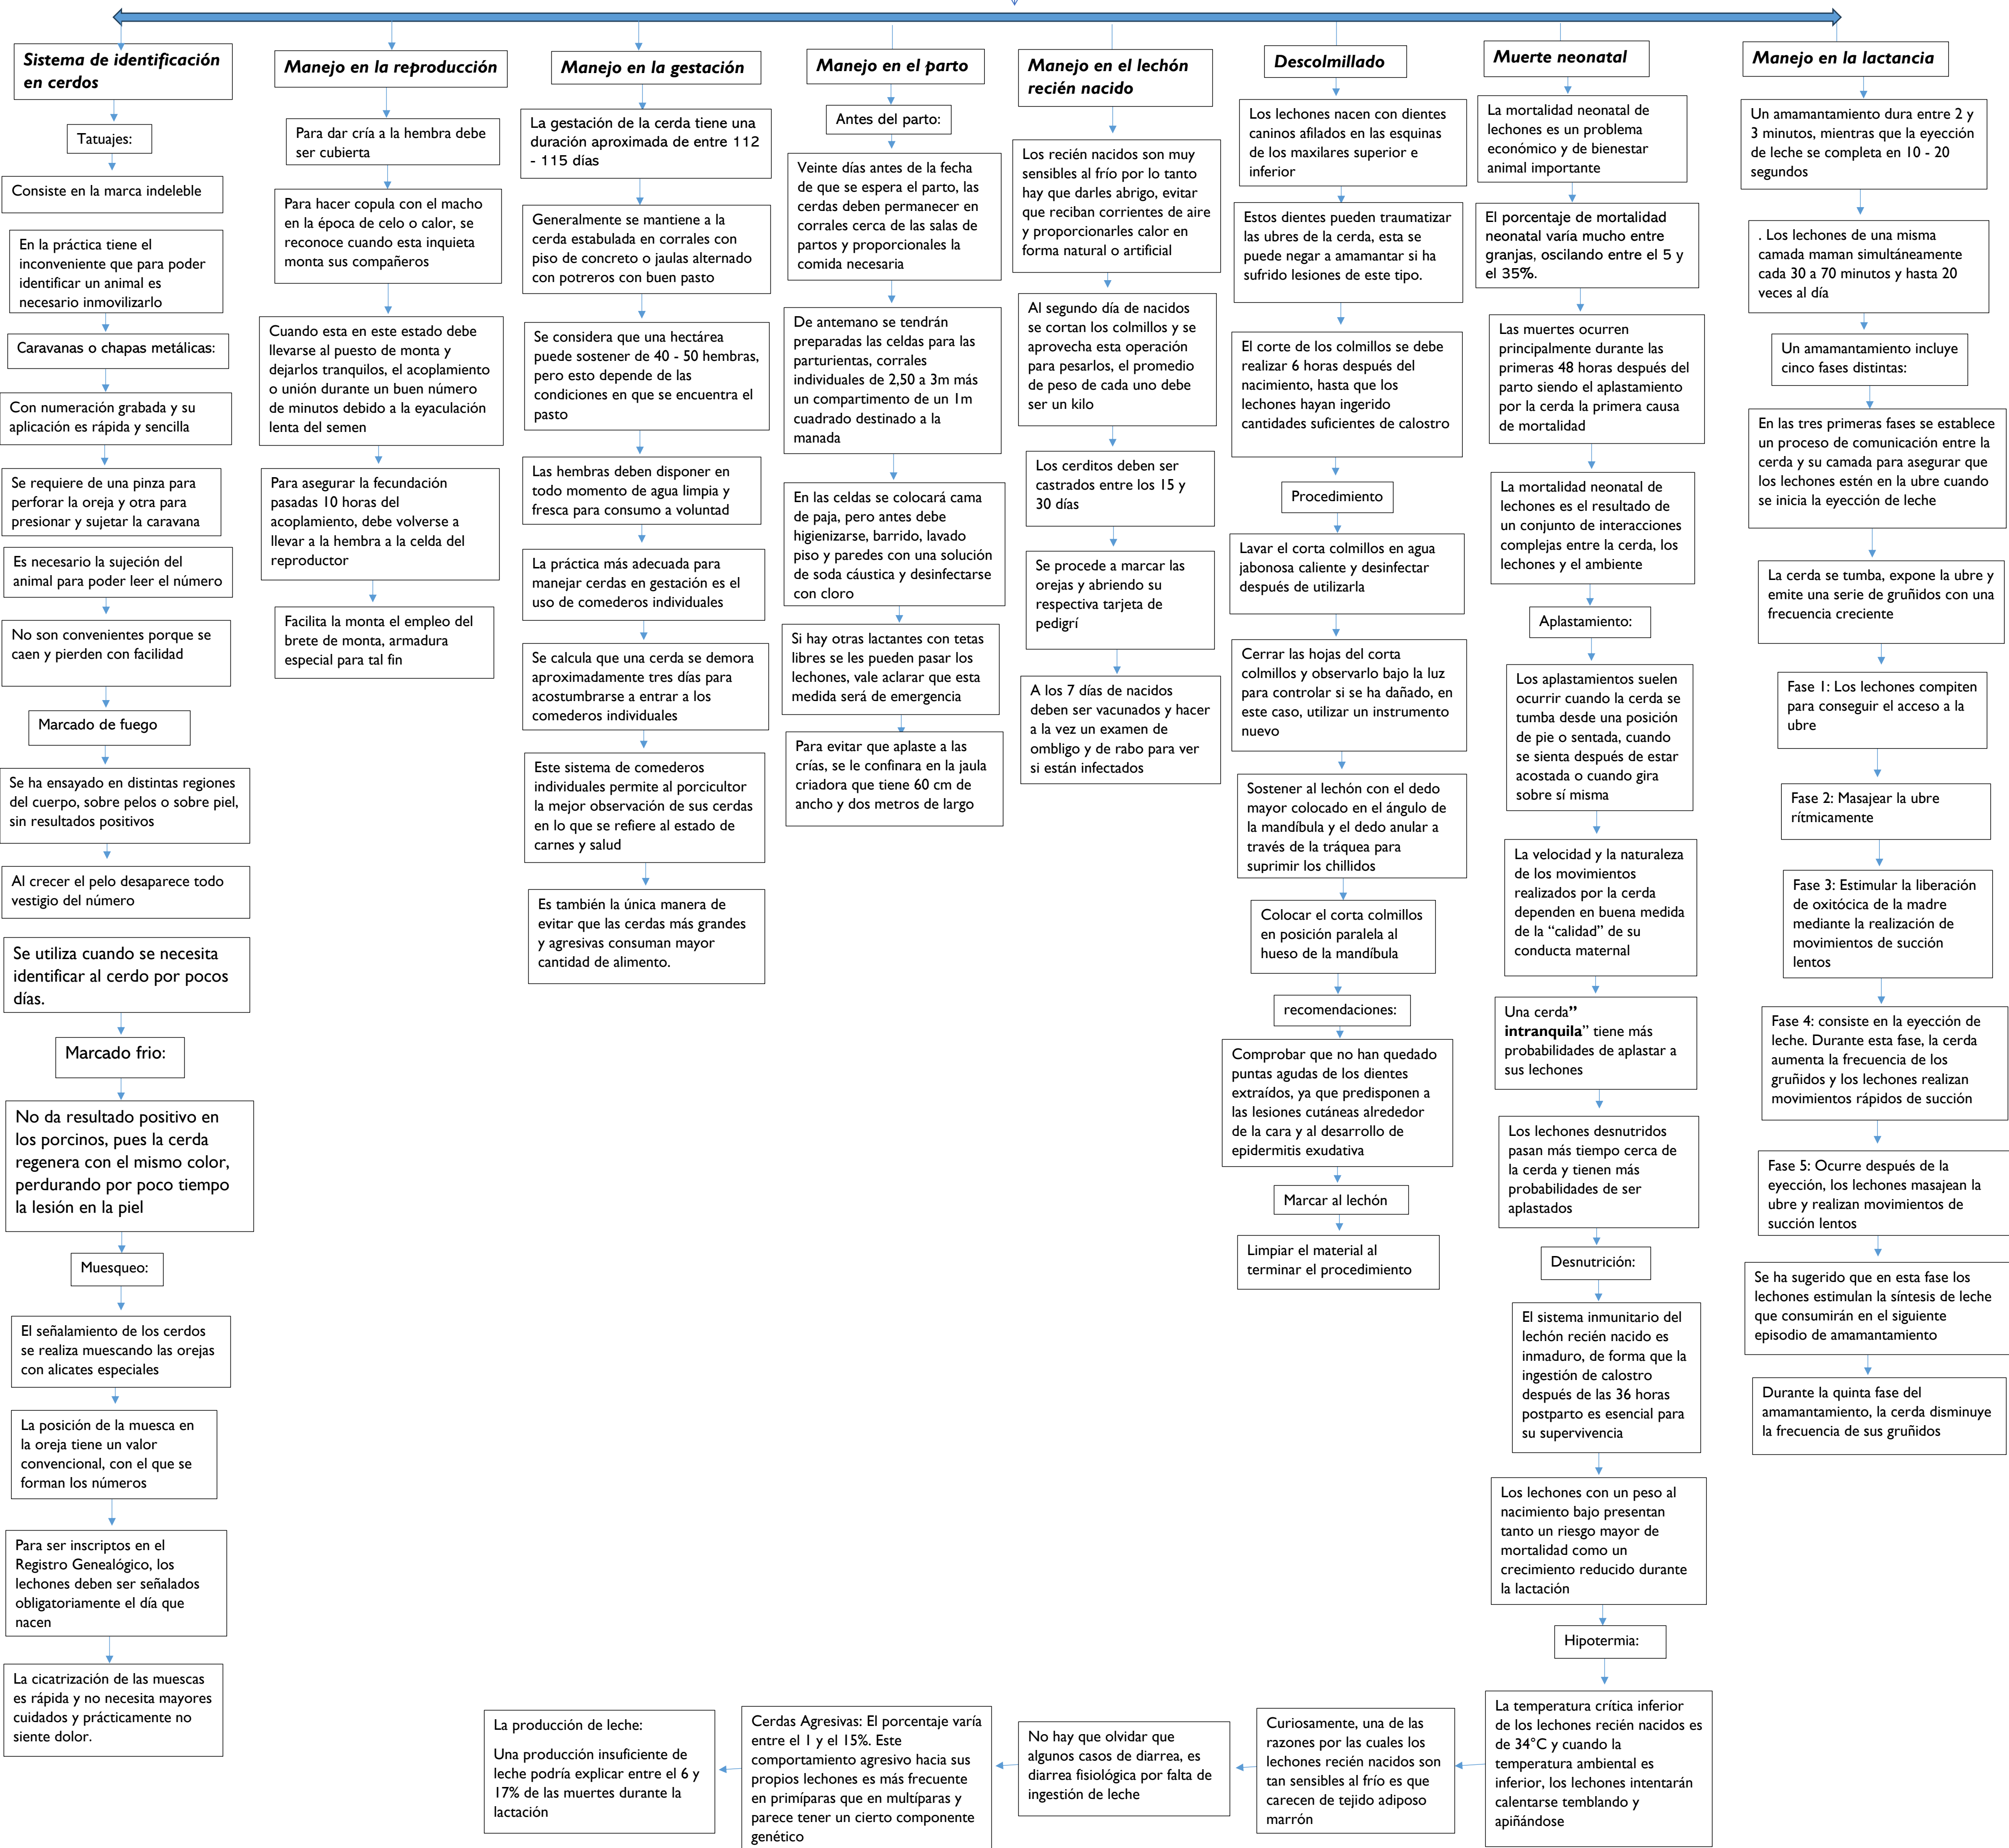 Sistema de identificación
en cerdos
Tatuajes:
Consiste en la marca indeleble
En la práctica tiene el
inconveniente que para poder
identificar un animal es
necesario inmovilizarlo
Caravanas o chapas metálicas:
Con numeración grabada y su
aplicación es rápida y sencilla
Se requiere de una pinza para
perforar la oreja y otra para
presionar y sujetar la caravana
Es necesario la sujeción del
animal para poder leer el número
No son convenientes porque se
caen y pierden con facilidad
Marcado de fuego
Se ha ensayado en distintas regiones
del cuerpo, sobre pelos o sobre piel,
sin resultados positivos
Al crecer el pelo desaparece todo
vestigio del número
Se utiliza cuando se necesita
identificar al cerdo por pocos
días.
Marcado frio:
No da resultado positivo en
los porcinos, pues la cerda
regenera con el mismo color,
perdurando por poco tiempo
la lesión en la piel
Muesqueo:
El señalamiento de los cerdos
se realiza muescando las orejas
con alicates especiales
La posición de la muesca en
la oreja tiene un valor
convencional, con el que se
forman los números
Para ser inscriptos en el
Registro Genealógico, los
lechones deben ser señalados
obligatoriamente el día que
nacen
La cicatrización de las muescas
es rápida y no necesita mayores
cuidados y prácticamente no
siente dolor.
Manejo en la reproducción
Para dar cría a la hembra debe
ser cubierta
Para hacer copula con el macho
en la época de celo o calor, se
reconoce cuando esta inquieta
monta sus compañeros
Cuando esta en este estado debe
llevarse al puesto de monta y
dejarlos tranquilos, el acoplamiento
o unión durante un buen número
de minutos debido a la eyaculación
lenta del semen
Para asegurar la fecundación
pasadas 10 horas del
acoplamiento, debe volverse a
llevar a la hembra a la celda del
reproductor
Facilita la monta el empleo del
brete de monta, armadura
especial para tal fin
Manejo en la gestación
La gestación de la cerda tiene una
duración aproximada de entre 112
- 115 días
Generalmente se mantiene a la
cerda estabulada en corrales con
piso de concreto o jaulas alternado
con potreros con buen pasto
Se considera que una hectárea
puede sostener de 40 - 50 hembras,
pero esto depende de las
condiciones en que se encuentra el
pasto
Las hembras deben disponer en
todo momento de agua limpia y
fresca para consumo a voluntad
La práctica más adecuada para
manejar cerdas en gestación es el
uso de comederos individuales
Se calcula que una cerda se demora
aproximadamente tres días para
acostumbrarse a entrar a los
comederos individuales
Este sistema de comederos
individuales permite al porcicultor
la mejor observación de sus cerdas
en lo que se refiere al estado de
carnes y salud
Es también la única manera de
evitar que las cerdas más grandes
y agresivas consuman mayor
cantidad de alimento.
Manejo en el parto
Antes del parto:
Veinte días antes de la fecha
de que se espera el parto, las
cerdas deben permanecer en
corrales cerca de las salas de
partos y proporcionales la
comida necesaria
De antemano se tendrán
preparadas las celdas para las
parturientas, corrales
individuales de 2,50 a 3m más
un compartimento de un 1m
cuadrado destinado a la
manada
En las celdas se colocará cama
de paja, pero antes debe
higienizarse, barrido, lavado
piso y paredes con una solución
de soda cáustica y desinfectarse
con cloro
Si hay otras lactantes con tetas
libres se les pueden pasar los
lechones, vale aclarar que esta
medida será de emergencia
Para evitar que aplaste a las
crías, se le confinara en la jaula
criadora que tiene 60 cm de
ancho y dos metros de largo
Manejo en el lechón
recién nacido
Los recién nacidos son muy
sensibles al frío por lo tanto
hay que darles abrigo, evitar
que reciban corrientes de aire
y proporcionarles calor en
forma natural o artificial
Al segundo día de nacidos
se cortan los colmillos y se
aprovecha esta operación
para pesarlos, el promedio
de peso de cada uno debe
ser un kilo
Los cerditos deben ser
castrados entre los 15 y
30 días
Se procede a marcar las
orejas y abriendo su
respectiva tarjeta de
pedigrí
A los 7 días de nacidos
deben ser vacunados y hacer
a la vez un examen de
ombligo y de rabo para ver
si están infectados
Descolmillado
Los lechones nacen con dientes
caninos afilados en las esquinas
de los maxilares superior e
inferior
Estos dientes pueden traumatizar
las ubres de la cerda, esta se
puede negar a amamantar si ha
sufrido lesiones de este tipo.
El corte de los colmillos se debe
realizar 6 horas después del
nacimiento, hasta que los
lechones hayan ingerido
cantidades suficientes de calostro
Procedimiento
Lavar el corta colmillo en agua
jabonosa caliente y desinfectar
después de utilizarla
Cerrar las hojas del corta
colmillos y observarlo bajo la luz
para controlar si se ha dañado, en
este caso, utilizar un instrumento
nuevo
Sostener al lechón con el dedo
mayor colocado en el ángulo de
la mandíbula y el dedo anular a
través de la tráquea para
suprimir los chillidos
Colocar el corta colmillos
en posición paralela al
hueso de la mandíbula
recomendaciones:
Comprobar que no han quedado
puntas agudas de los dientes
extraídos, ya que predisponen a
las lesiones cutáneas alrededor
de la cara y al desarrollo de
epidermitis exudativa
Marcar al lechón
Limpiar el material al
terminar el procedimiento
Muerte neonatal
La mortalidad neonatal de
lechones es un problema
económico y de bienestar
animal importante
El porcentaje de mortalidad
neonatal varía mucho entre
granjas, oscilando entre el 5 y
el 35%.
Las muertes ocurren
principalmente durante las
primeras 48 horas después del
parto siendo el aplastamiento
por la cerda la primera causa
de mortalidad
La mortalidad neonatal de
lechones es el resultado de
un conjunto de interacciones
complejas entre la cerda, los
lechones y el ambiente
Aplastamiento:
Los aplastamientos suelen
ocurrir cuando la cerda se
tumba desde una posición
de pie o sentada, cuando
se sienta después de estar
acostada o cuando gira
sobre sí misma
La velocidad y la naturaleza
de los movimientos
realizados por la cerda
dependen en buena medida
de la “calidad” de su
conducta maternal
Una cerda”
intranquila” tiene más
probabilidades de aplastar a
sus lechones
Los lechones desnutridos
pasan más tiempo cerca de
la cerda y tienen más
probabilidades de ser
aplastados
Desnutrición:
El sistema inmunitario del
lechón recién nacido es
inmaduro, de forma que la
ingestión de calostro
después de las 36 horas
postparto es esencial para
su supervivencia
Los lechones con un peso al
nacimiento bajo presentan
tanto un riesgo mayor de
mortalidad como un
crecimiento reducido durante
la lactación
Hipotermia:
La temperatura crítica inferior
de los lechones recién nacidos es
de 34°C y cuando la
temperatura ambiental es
inferior, los lechones intentarán
calentarse temblando y
apiñándose
Curiosamente, una de las
razones por las cuales los
lechones recién nacidos son
tan sensibles al frío es que
carecen de tejido adiposo
marrón
No hay que olvidar que
algunos casos de diarrea, es
diarrea fisiológica por falta de
ingestión de leche
Cerdas Agresivas: El porcentaje varía
entre el 1 y el 15%. Este
comportamiento agresivo hacia sus
propios lechones es más frecuente
en primíparas que en multíparas y
parece tener un cierto componente
genético
La producción de leche:
Una producción insuficiente de
leche podría explicar entre el 6 y
17% de las muertes durante la
lactación
Manejo en la lactancia
Un amamantamiento dura entre 2 y
3 minutos, mientras que la eyección
de leche se completa en 10 - 20
segundos
. Los lechones de una misma
camada maman simultáneamente
cada 30 a 70 minutos y hasta 20
veces al día
Un amamantamiento incluye
cinco fases distintas:
En las tres primeras fases se establece
un proceso de comunicación entre la
cerda y su camada para asegurar que
los lechones estén en la ubre cuando
se inicia la eyección de leche
La cerda se tumba, expone la ubre y
emite una serie de gruñidos con una
frecuencia creciente
Fase 1: Los lechones compiten
para conseguir el acceso a la
ubre
Fase 2: Masajear la ubre
rítmicamente
Fase 3: Estimular la liberación
de oxitócica de la madre
mediante la realización de
movimientos de succión
lentos
Fase 4: consiste en la eyección de
leche. Durante esta fase, la cerda
aumenta la frecuencia de los
gruñidos y los lechones realizan
movimientos rápidos de succión
Fase 5: Ocurre después de la
eyección, los lechones masajean la
ubre y realizan movimientos de
succión lentos
Se ha sugerido que en esta fase los
lechones estimulan la síntesis de leche
que consumirán en el siguiente
episodio de amamantamiento
Durante la quinta fase del
amamantamiento, la cerda disminuye
la frecuencia de sus gruñidos